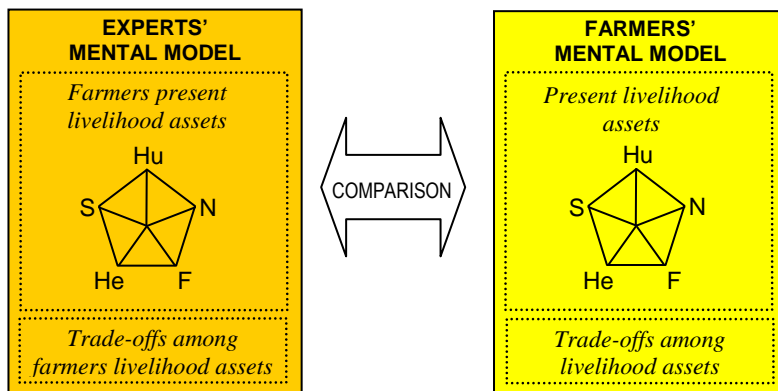 EXPERTS'
MENTAL MODEL
Farmers present
livelihood assets
Hu
S
N
He
F
Trade-offs among
farmers livelihood assets
COMPARISON
FARMERS'
MENTAL MODEL
Present livelihood
assets
Hu
S
N
He
F
Trade-offs among
livelihood assets